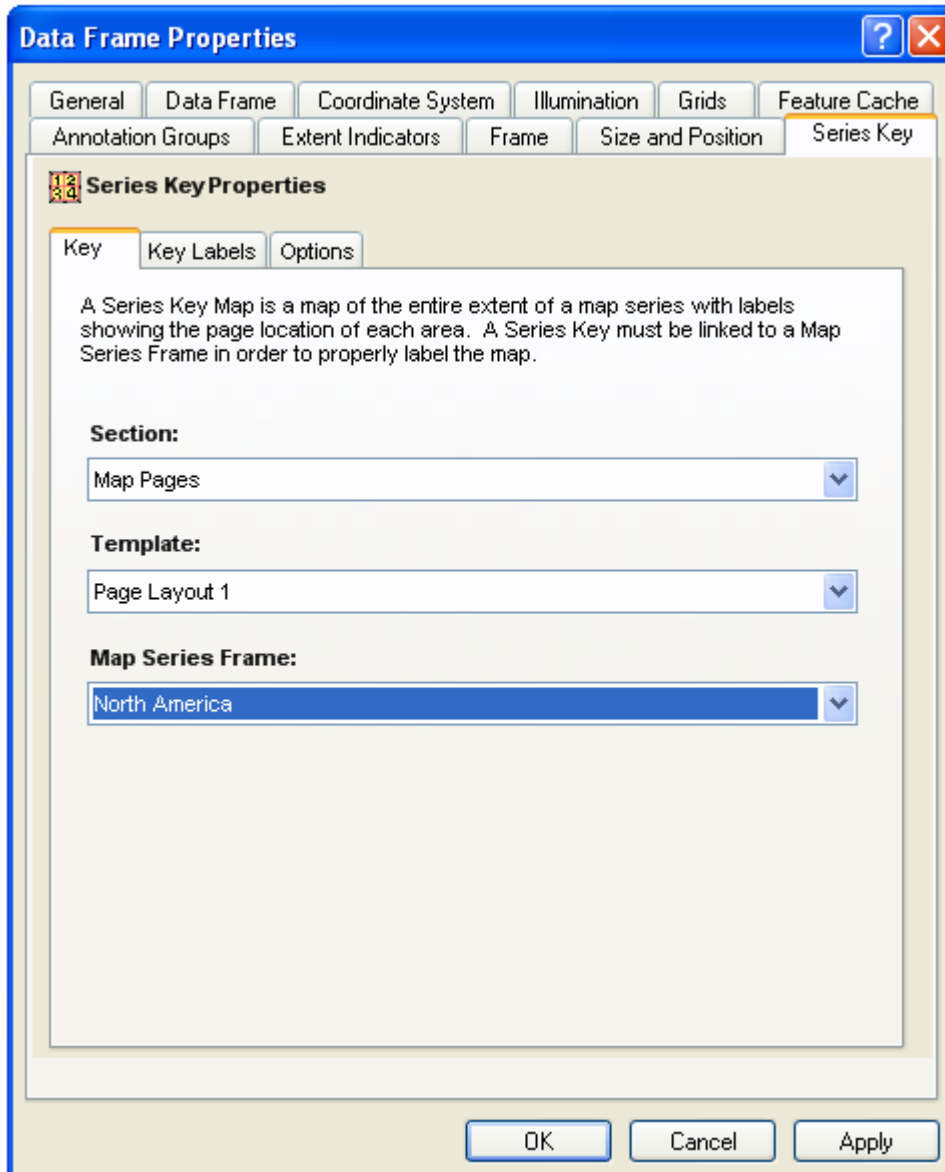 Data Frame Properties
General Data Frame Coordinate System Illumination Grids Feature Cache
Annotation Groups Extent Indicators Frame Size and Position Series Key
1 2 3 4 Series Key Properties
Key Key Labels Options
A Series Key Map is a map of the entire extent of a map series with labels
showing the page location of each area. A Series Key must be linked to a Map
Series Frame in order to properly label the map.
Section:
Map Pages
Template:
Page Layout 1
Map Series Frame:
North America
OK Cancel Apply